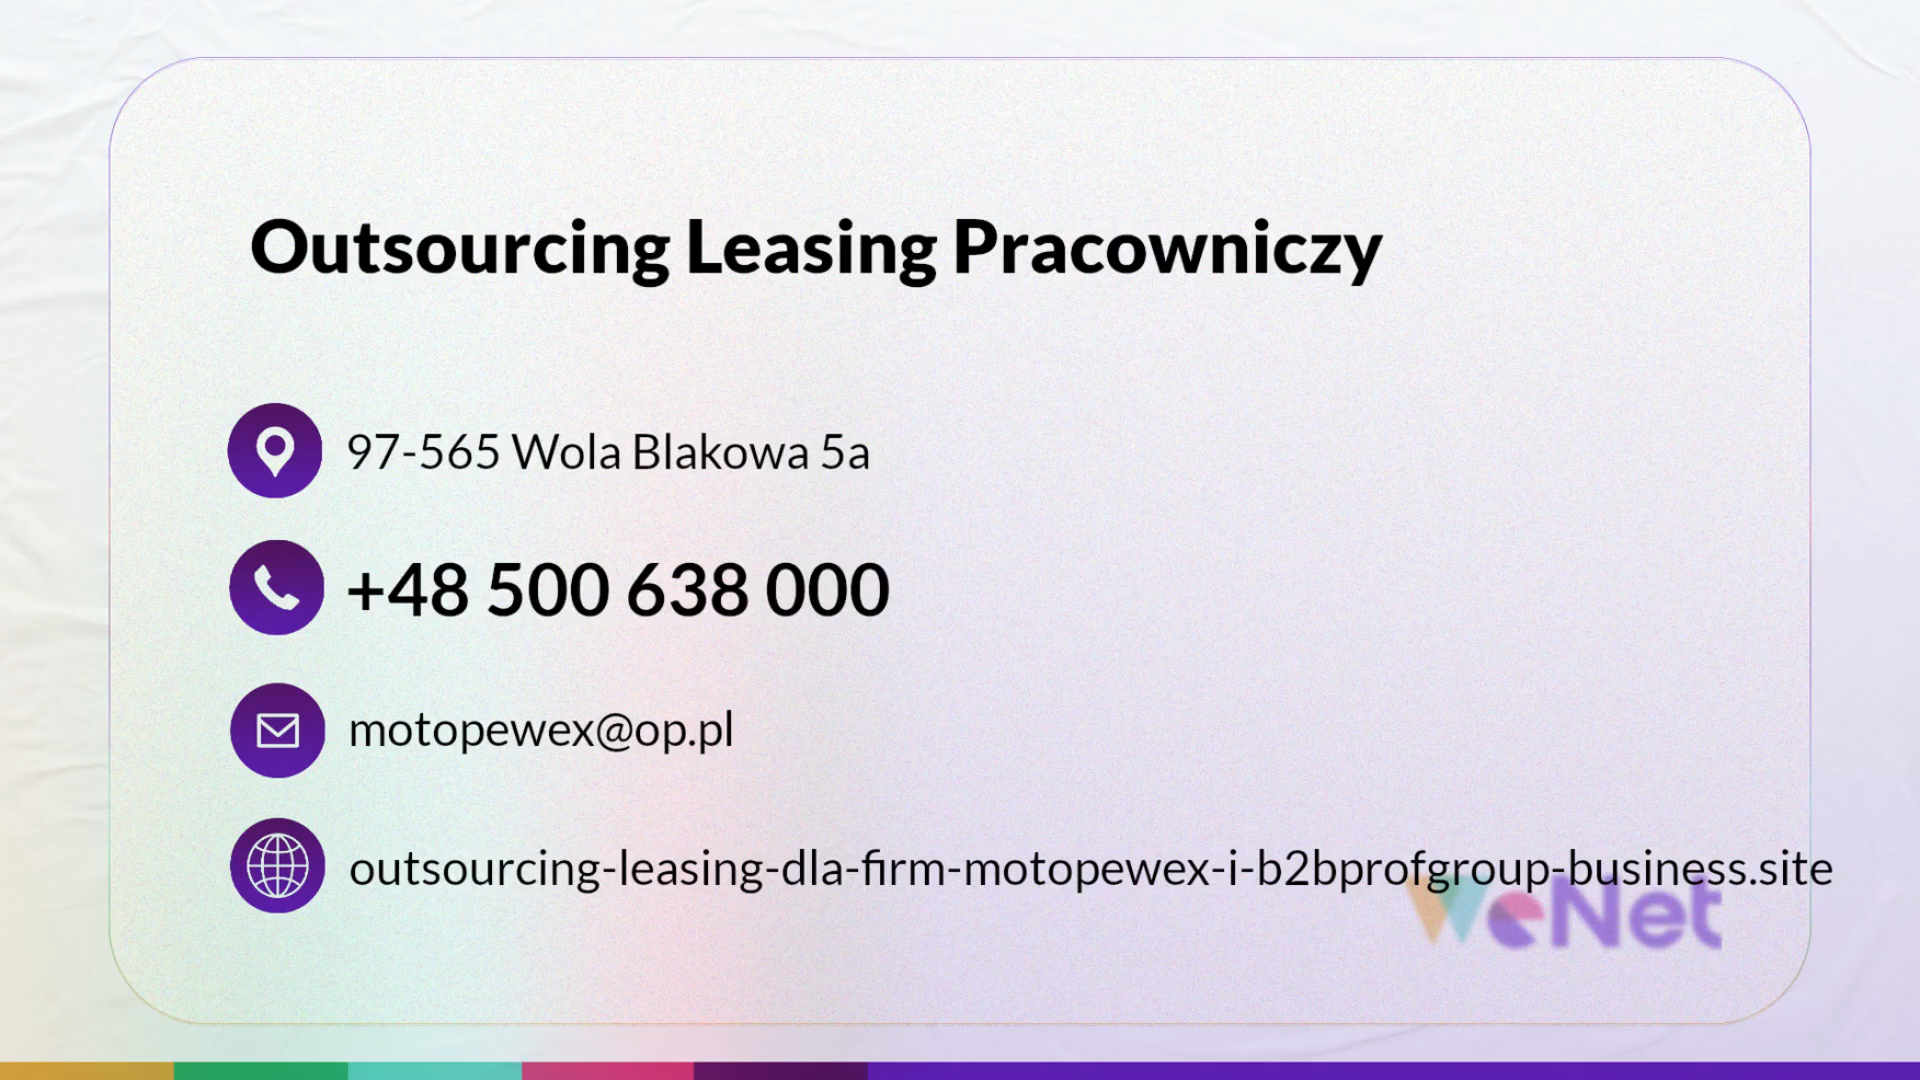 Outsourcing Leasing Pracowniczy
97-565 Wola Blakowa 5a
+48 500 638 000
motopewex@op.pl
outsourcing-leasing-dla-firm-motopewex-i-b2bprofgroup-business.site
WeNet